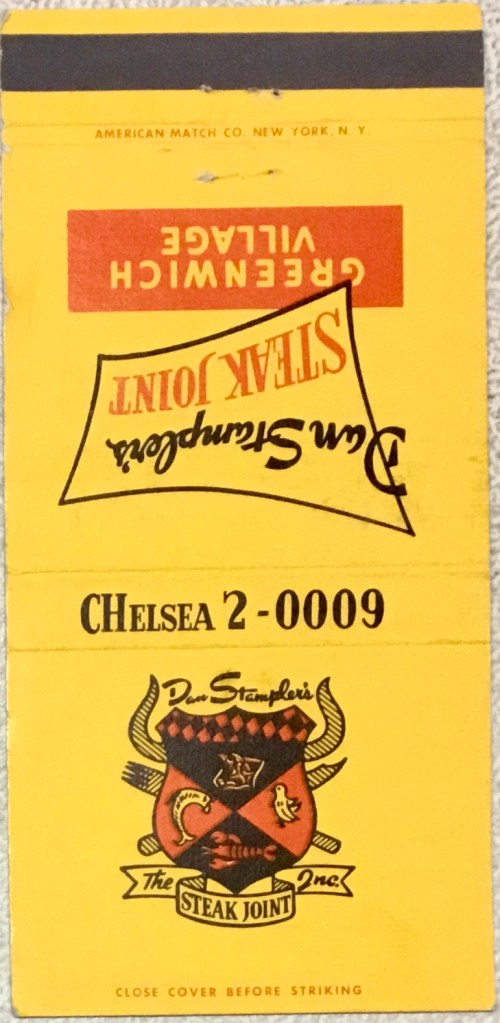 AMERICAN MATCH CO. NEW YORK, N. Y.
GREENWICH
VILLAGE
STEAK JOINT
Dan Stampler's
CHELSEA 2-0009
Dan Stampler's
The Inc.
STEAK JOINT
CLOSE COVER BEFORE STRIKING